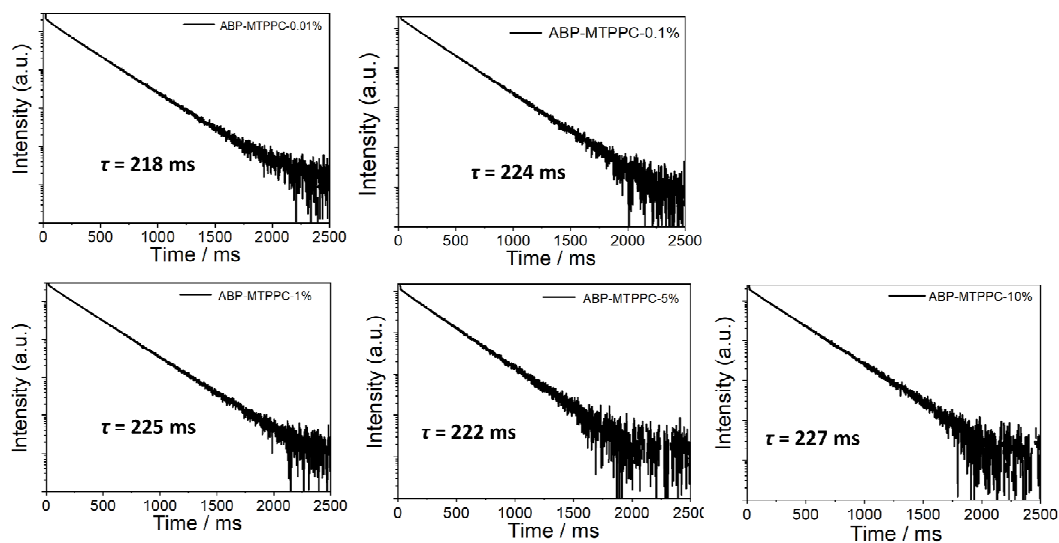 ABP-MTPPC-0.01%
Intensity (a.u.)
τ = 218 ms
0 500 1000 1500 2000 2500
Time / ms
ABP-MTPPC-0.1%
Intensity (a.u.)
τ = 224 ms
0 500 1000 1500 2000 2500
Time / ms
ABP-MTPPC-1%
Intensity (a.u.)
τ = 225 ms
0 500 1000 1500 2000 2500
Time / ms
ABP-MTPPC-5%
Intensity (a.u.)
τ = 222 ms
0 500 1000 1500 2000 2500
Time / ms
ABP-MTPPC-10%
Intensity (a.u.)
τ = 227 ms
0 500 1000 1500 2000 2500
Time / ms